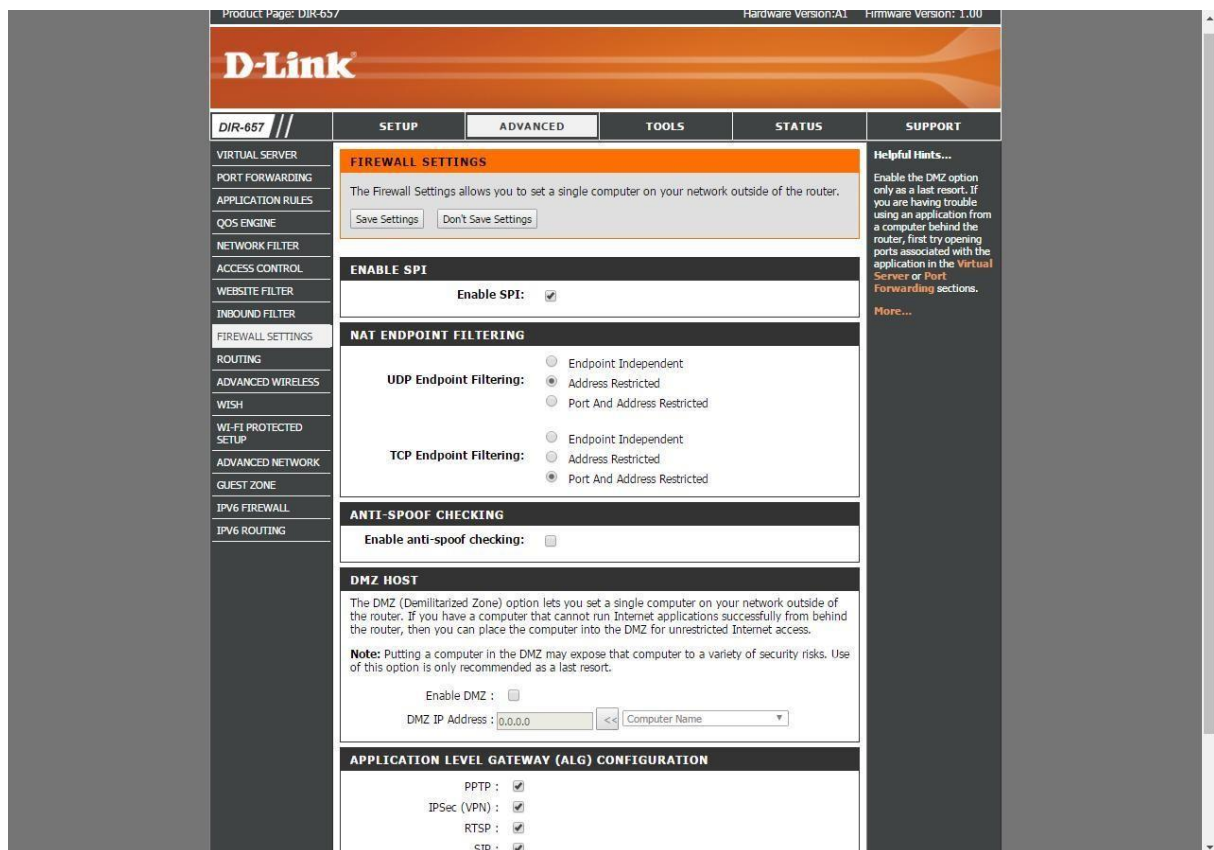 Product Page: DIR-657 Hardware Version:A1 Firmware Version: 1.00
D-Link
DIR-657 // SETUP ADVANCED TOOLS STATUS SUPPORT
VIRTUAL SERVER
PORT FORWARDING
APPLICATION RULES
QOS ENGINE
NETWORK FILTER
ACCESS CONTROL
WEBSITE FILTER
INBOUND FILTER
FIREWALL SETTINGS
ROUTING
ADVANCED WIRELESS
WISH
WI-FI PROTECTED
SETUP
ADVANCED NETWORK
GUEST ZONE
IPV6 FIREWALL
IPV6 ROUTING
FIREWALL SETTINGS
The Firewall Settings allows you to set a single computer on your network outside of the router.
Save Settings Don't Save Settings
ENABLE SPI
Enable SPI:
NAT ENDPOINT FILTERING
Endpoint Independent
UDP Endpoint Filtering: Address Restricted
Port And Address Restricted
Endpoint Independent
TCP Endpoint Filtering: Address Restricted
Port And Address Restricted
ANTI-SPOOF CHECKING
Enable anti-spoof checking:
DMZ HOST
The DMZ (Demilitarized Zone) option lets you set a single computer on your network outside of
the router. If you have a computer that cannot run Internet applications successfully from behind
the router, then you can place the computer into the DMZ for unrestricted Internet access.
Note: Putting a computer in the DMZ may expose that computer to a variety of security risks. Use
of this option is only recommended as a last resort.
Enable DMZ :
DMZ IP Address : 0.0.0.0 << Computer Name
APPLICATION LEVEL GATEWAY (ALG) CONFIGURATION
PPTP :
IPSec (VPN) :
RTSP :
SIP :
Helpful Hints...
Enable the DMZ option
only as a last resort. If
you are having trouble
using an application from
a computer behind the
router, first try opening
ports associated with the
application in the Virtual
Server or Port
Forwarding sections.
More...